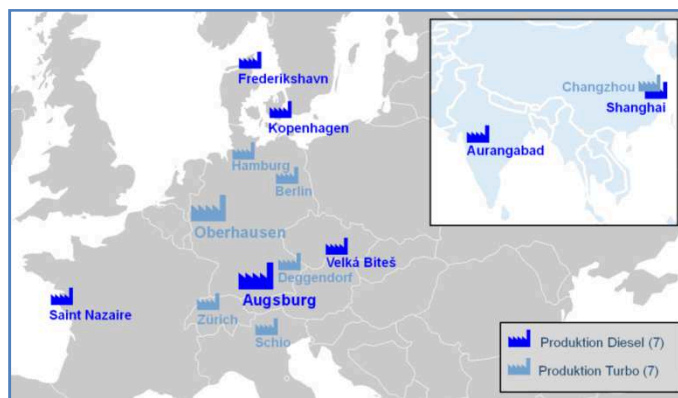 Frederikshavn
Kopenhagen
Hamburg
Berlin
Oberhausen
Velká Biteš
Deggendorf
Augsburg
Saint Nazaire
Zürich
Schio
Changzhou
Shanghai
Aurangabad
Produktion Diesel (7)
Produktion Turbo (7)